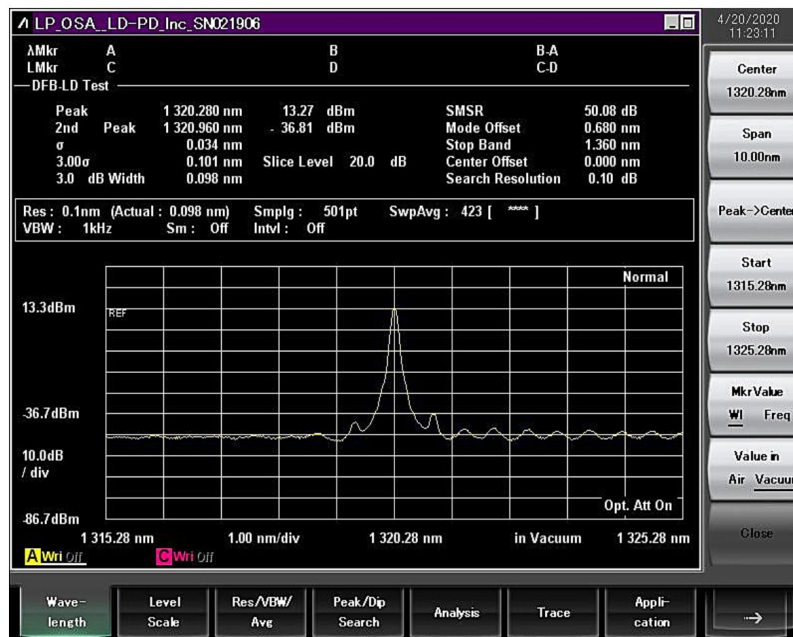 LP_OSA__LD-PD_Inc_SN021906
4/20/2020
11:23:11
λMkr A B B-A
LMkr C D C-D
DFB-LD Test
Peak 1 320.280 nm 13.27 dBm SMSR 50.08 dB
2nd Peak 1 320.960 nm - 36.81 dBm Mode Offset 0.680 nm
σ 0.034 nm Stop Band 1.360 nm
3.00σ 0.101 nm Slice Level 20.0 dB Center Offset 0.000 nm
3.0 dB Width 0.098 nm Search Resolution 0.10 dB
Res : 0.1nm (Actual : 0.098 nm) Smplg : 501pt SwpAvg : 423 [ **** ]
VBW : 1kHz Sm : Off Intvl : Off
Normal
13.3dBm
REF
-36.7dBm
10.0dB
/ div
Opt. Att On
-86.7dBm
1 315.28 nm 1.00 nm/div 1 320.28 nm in Vacuum 1 325.28 nm
A Wri Off C Wri Off
Center
1320.28nm
Span
10.00nm
Peak->Center
Start
1315.28nm
Stop
1325.28nm
MkrValue
Wl Freq
Value in
Air Vacuu
Close
Wave-
length
Level
Scale
Res/VBW/
Avg
Peak/Dip
Search
Analysis
Trace
Appli-
cation
→